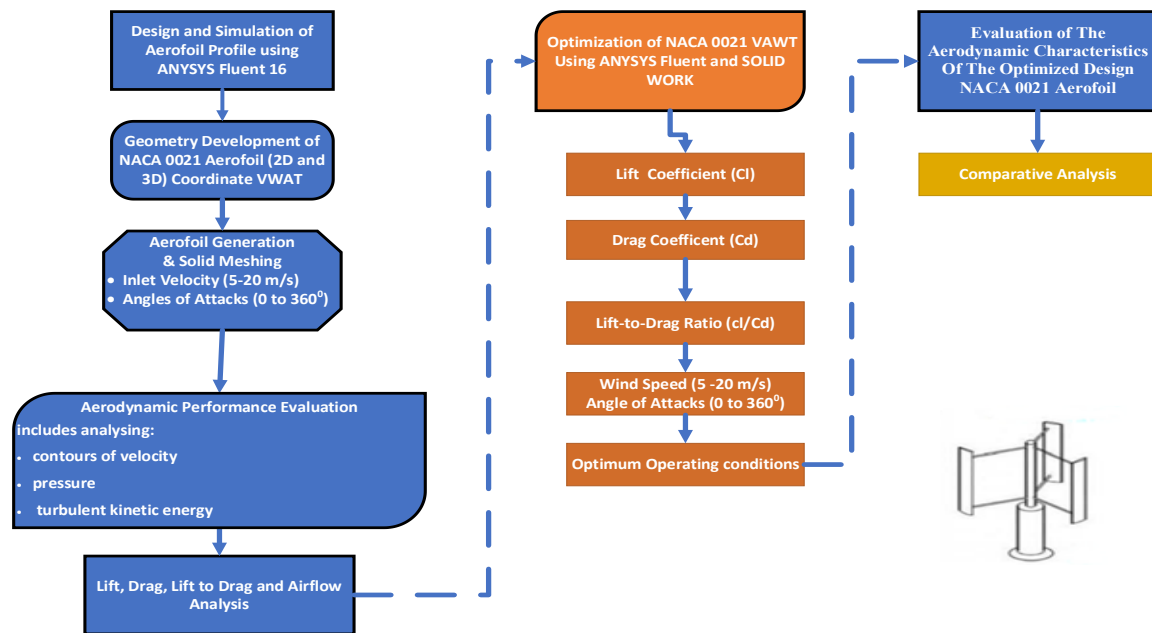 Design and Simulation of
Aerofoil Profile using
ANYSYS Fluent 16
Geometry Development of
NACA 0021 Aerofoil (2D and
3D) Coordinate VWAT
Aerofoil Generation
& Solid Meshing
• Inlet Velocity (5-20 m/s)
• Angles of Attacks (0 to 360⁰)
Aerodynamic Performance Evaluation
includes analysing:
• contours of velocity
• pressure
• turbulent kinetic energy
Lift, Drag, Lift to Drag and Airflow
Analysis
Optimization of NACA 0021 VAWT
Using ANYSYS Fluent and SOLID
WORK
Lift Coefficient (Cl)
Drag Coefficent (Cd)
Lift-to-Drag Ratio (cl/Cd)
Wind Speed (5 -20 m/s)
Angle of Attacks (0 to 360⁰)
Optimum Operating conditions
Evaluation of The
Aerodynamic Characteristics
Of The Optimized Design
NACA 0021 Aerofoil
Comparative Analysis